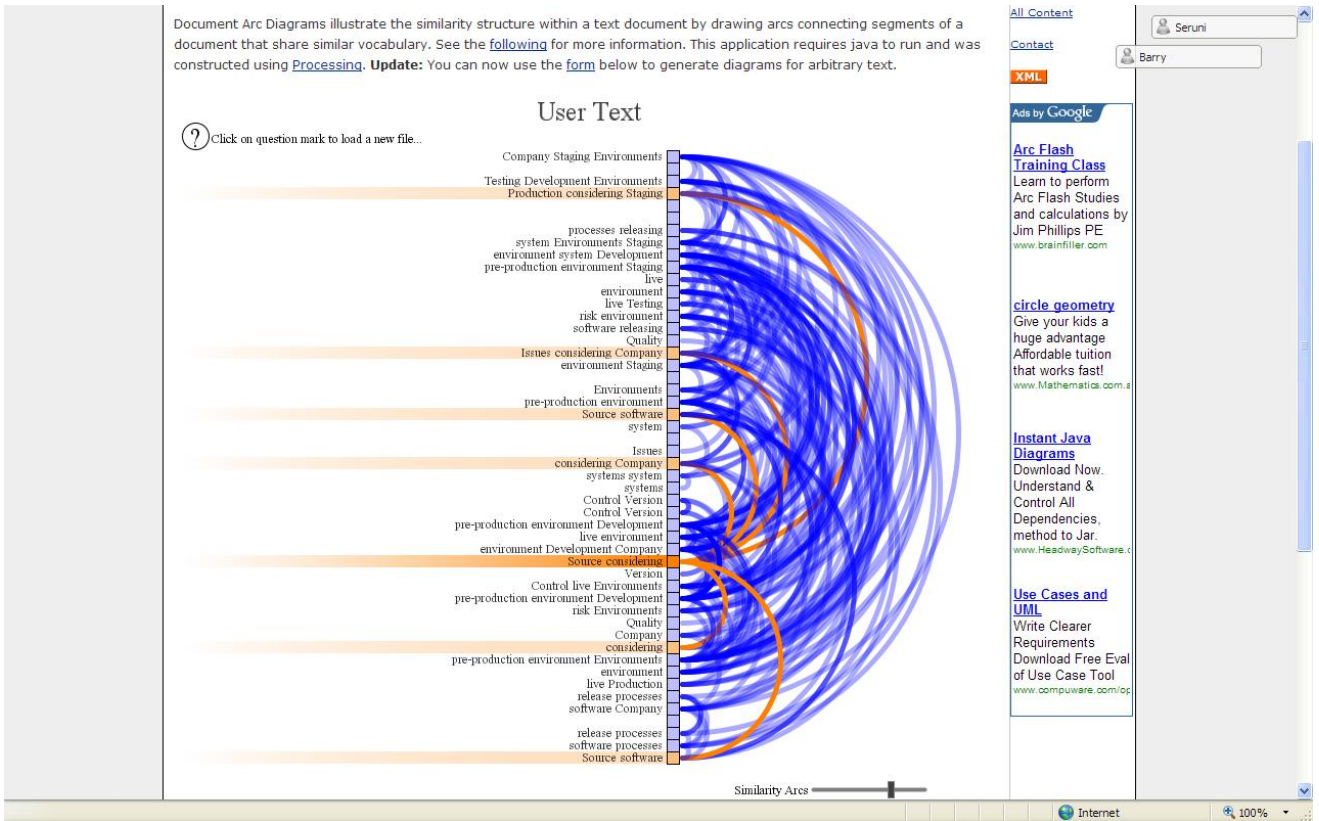 Document Arc Diagrams illustrate the similarity structure within a text document by drawing arcs connecting segments of a
document that share similar vocabulary. See the following for more information. This application requires java to run and was
constructed using Processing. Update: You can now use the form below to generate diagrams for arbitrary text.
User Text
? Click on question mark to load a new file...
Company Staging Environments
Testing Development Environments
Production considering Staging
processes releasing
system Environments Staging
environment system Development
pre-production environment Staging
live
environment
live Testing
risk environment
software releasing
Quality
Issues considering Company
environment Staging
Environments
pre-production environment
Source software
system
Issues
considering Company
systems system
systems
Control Version
Control Version
pre-production environment Development
live environment
environment Development Company
Source considering
Version
Control live Environments
pre-production environment Development
risk Environments
Quality
Company
considering
pre-production environment Environments
environment
live Production
release processes
software Company
release processes
software processes
Source software
Similarity Arcs
All Content
Contact
XML
Ads by Google
Arc Flash
Training Class
Learn to perform
Arc Flash Studies
and calculations by
Jim Phillips PE
www.brainfiller.com
circle geometry
Give your kids a
huge advantage
Affordable tuition
that works fast!
www.Mathematics.com.a
Instant Java
Diagrams
Download Now.
Understand &
Control All
Dependencies,
method to Jar.
www.HeadwaySoftware.c
Use Cases and
UML
Write Clearer
Requirements
Download Free Eval
of Use Case Tool
www.compuware.com/op
Seruni
Barry
Internet
100%